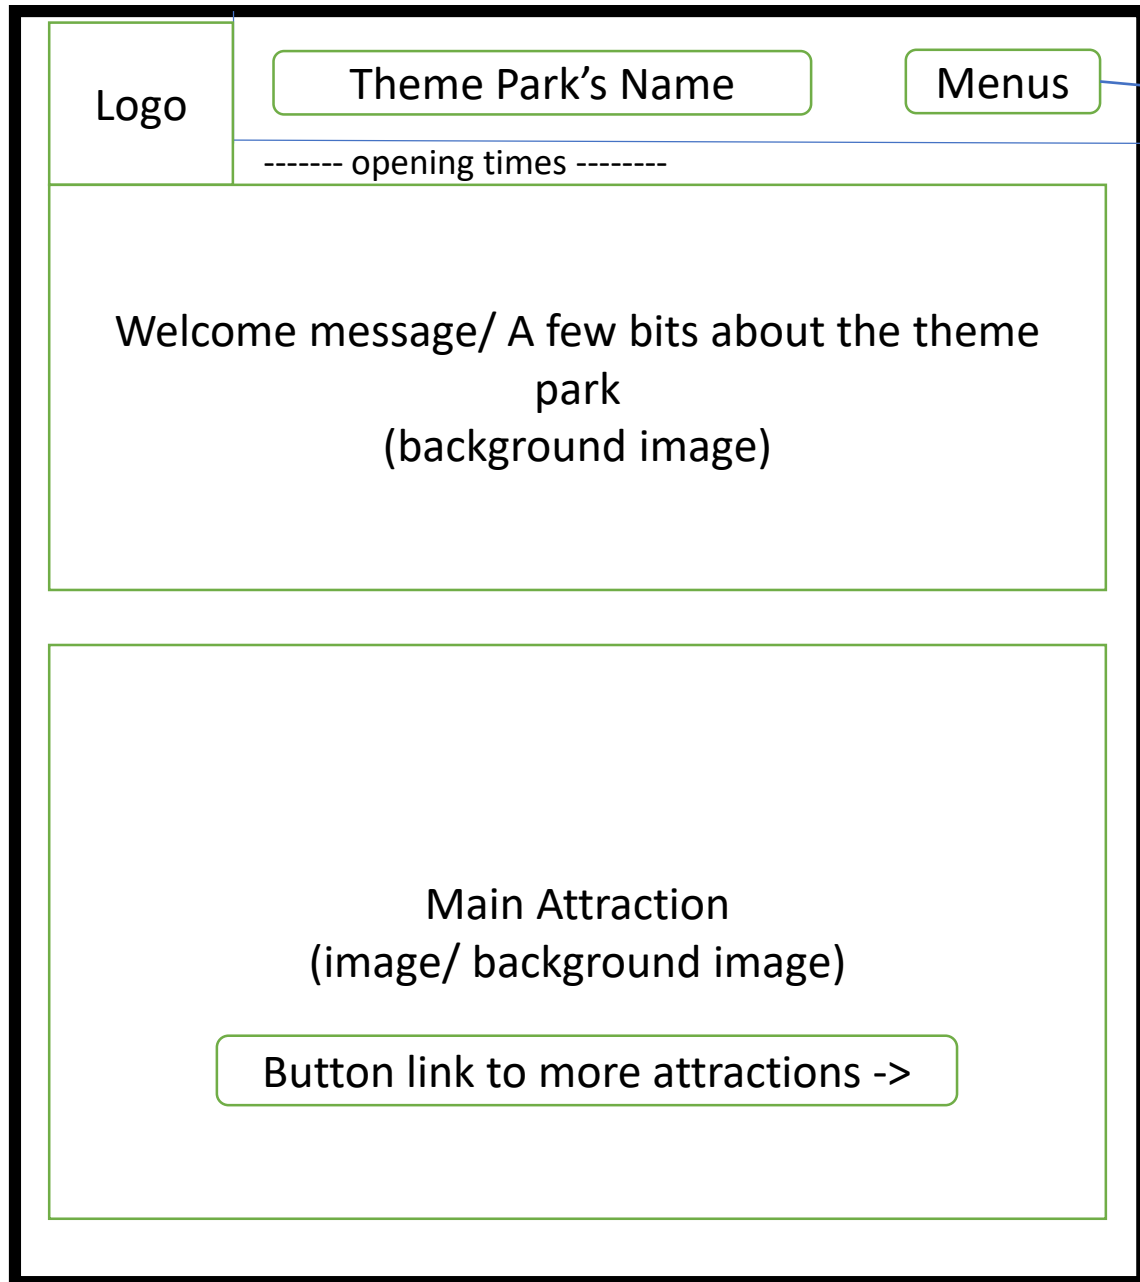 Logo
Theme Park’s Name
Menus
------- opening times --------
Welcome message/ A few bits about the theme
park
(background image)
Main Attraction
(image/ background image)
Button link to more attractions ->